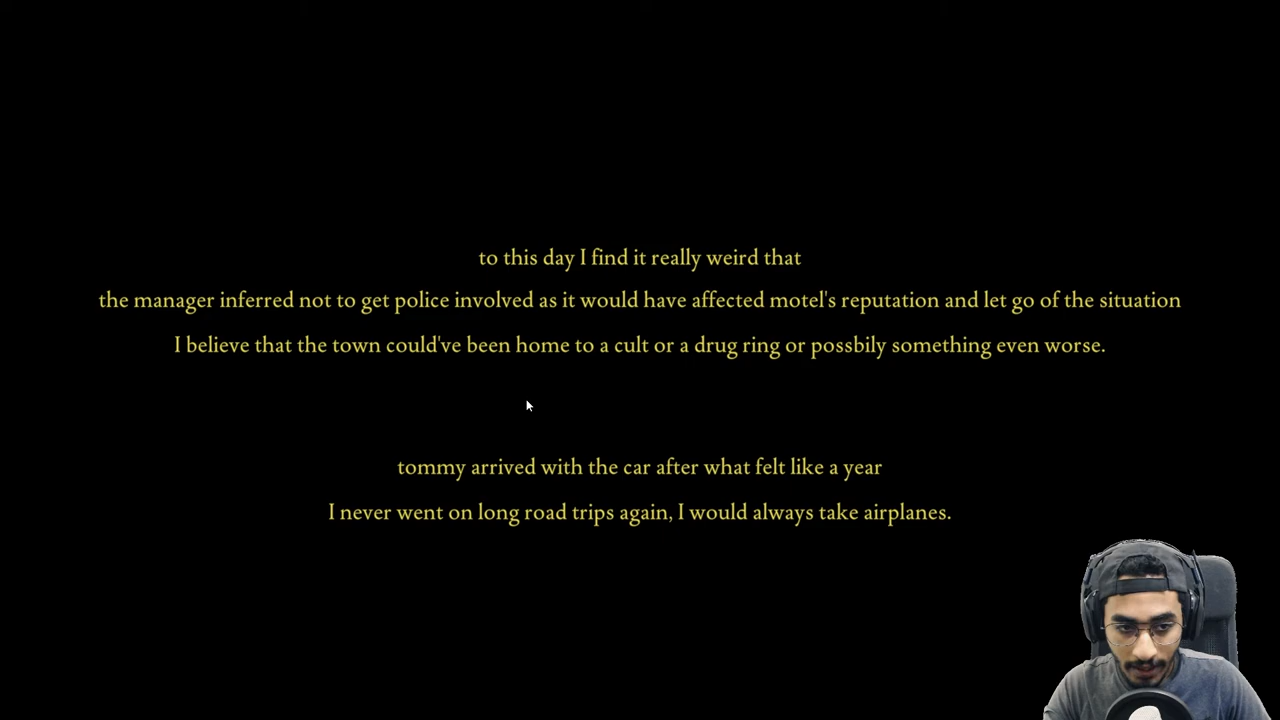 to this day I find it really weird that
the manager inferred not to get police involved as it would have affected motel's reputation and let go of the situation
I believe that the town could've been home to a cult or a drug ring or possbily something even worse.
tommy arrived with the car after what felt like a year
I never went on long road trips again, I would always take airplanes.